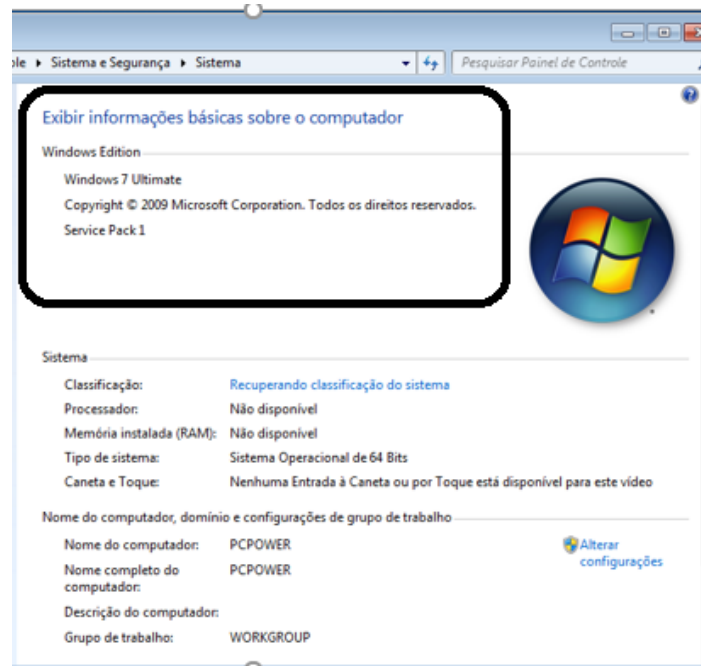 ole ▸ Sistema e Segurança ▸ Sistema
Pesquisar Painel de Controle
Exibir informações básicas sobre o computador
Windows Edition
Windows 7 Ultimate
Copyright © 2009 Microsoft Corporation. Todos os direitos reservados.
Service Pack 1
Sistema
Classificação: Recuperando classificação do sistema
Processador: Não disponível
Memória instalada (RAM): Não disponível
Tipo de sistema: Sistema Operacional de 64 Bits
Caneta e Toque: Nenhuma Entrada à Caneta ou por Toque está disponível para este vídeo
Nome do computador, domínio e configurações de grupo de trabalho
Nome do computador: PCPOWER
Alterar
configurações
Nome completo do PCPOWER
computador:
Descrição do computador:
Grupo de trabalho: WORKGROUP